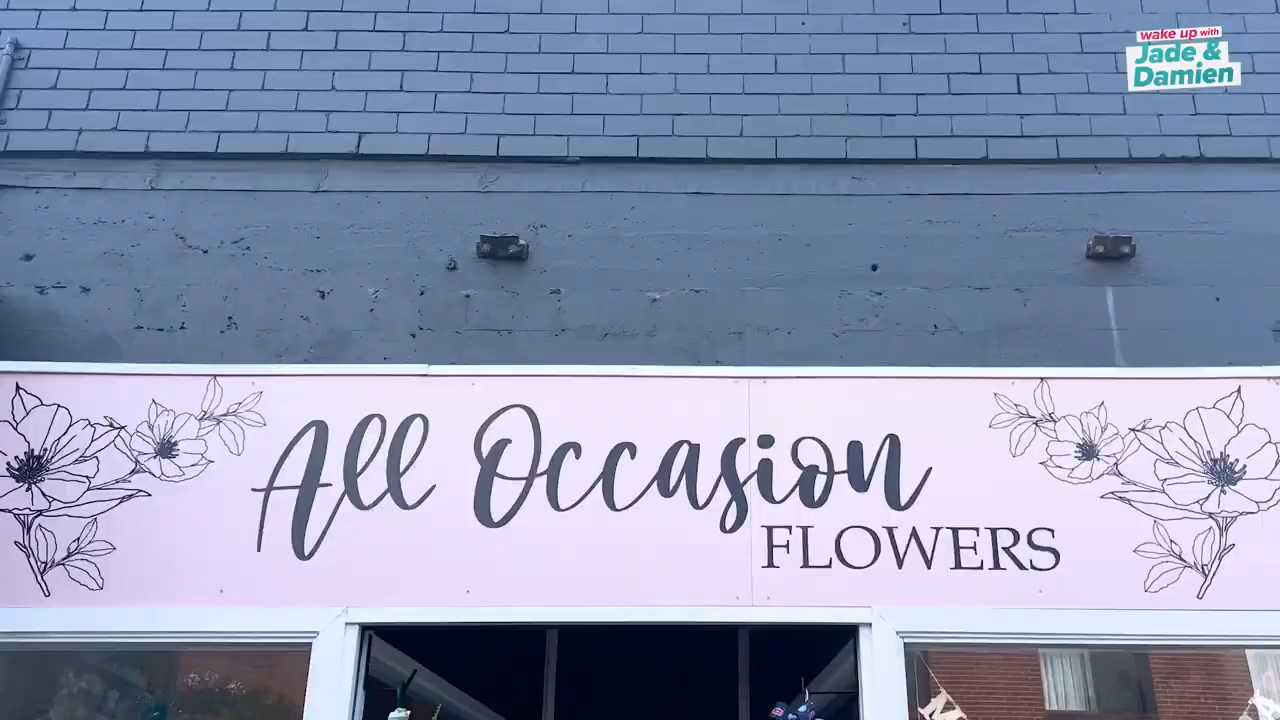 wake up with
Jade &
Damien
All Occasion
FLOWERS